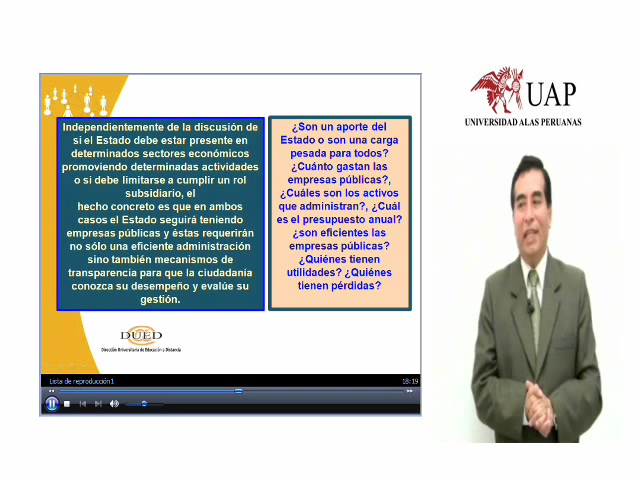 Independientemente de la discusión de
si el Estado debe estar presente en
determinados sectores económicos
promoviendo determinadas actividades
o si debe limitarse a cumplir un rol
subsidiario, el
hecho concreto es que en ambos
casos el Estado seguirá teniendo
empresas públicas y éstas requerirán
no sólo una eficiente administración
sino también mecanismos de
transparencia para que la ciudadanía
conozca su desempeño y evalúe su
gestión.
¿Son un aporte del
Estado o son una carga
pesada para todos?
¿Cuánto gastan las
empresas públicas?,
¿Cuáles son los activos
que administran?, ¿Cuál
es el presupuesto anual?
¿son eficientes las
empresas públicas?
¿Quiénes tienen
utilidades? ¿Quiénes
tienen pérdidas?
DUED
Dirección Universitaria de Educación a Distancia
Lista de reproducción1
18:19
UAP
UNIVERSIDAD ALAS PERUANAS